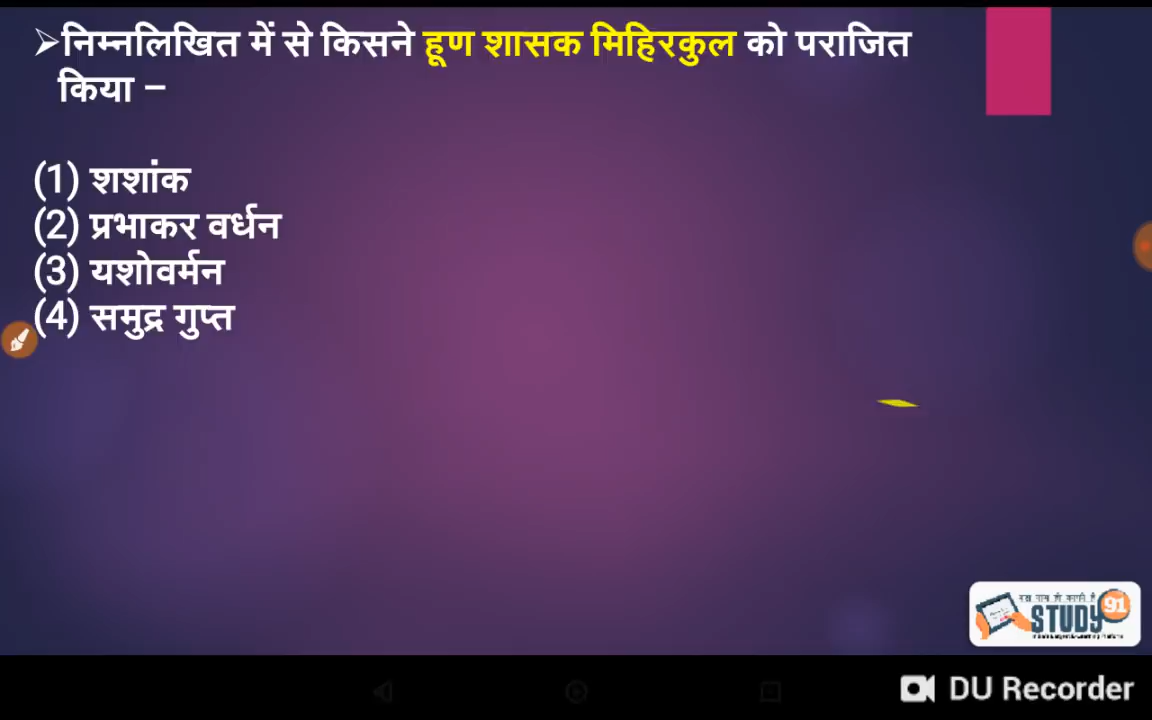 ➢निम्नलिखित में से किसने हूण शासक मिहिरकुल को पराजित
किया –
(1) शशांक
(2) प्रभाकर वर्धन
(3) यशोवर्मन
(4) समुद्र गुप्त
STUDY 91
DU Recorder